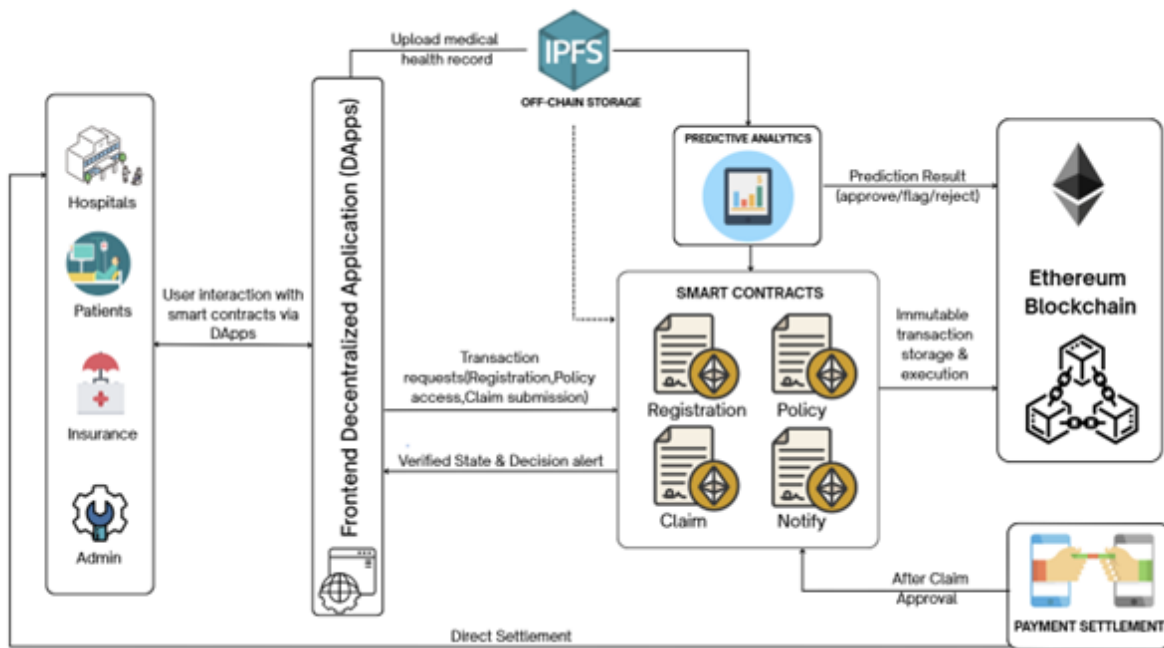 Upload medical
health record
IPFS
OFF-CHAIN STORAGE
Hospitals
Patients
Insurance
Admin
User interaction with
smart contracts via
DApps
Frontend Decentralized Application (DApps)
PREDICTIVE ANALYTICS
Prediction Result
(approve/flag/reject)
Ethereum
Blockchain
SMART CONTRACTS
Registration
Policy
Claim
Notify
Transaction
requests(Registration,Policy
access,Claim submission)
Verified State & Decision alert
Immutable
transaction
storage &
execution
After Claim
Approval
PAYMENT SETTLEMENT
Direct Settlement